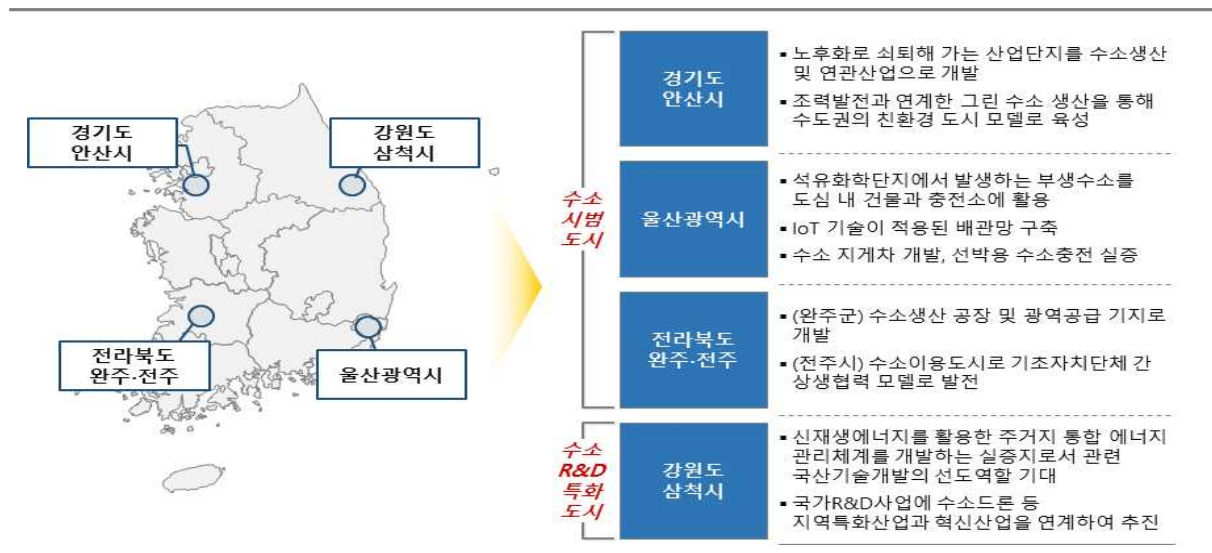 경기도
안산시
강원도
삼척시
전라북도
완주·전주
울산광역시
수소
시범
도시
경기도
안산시
▪ 노후화로 쇠퇴해 가는 산업단지를 수소생산
및 연관산업으로 개발
▪ 조력발전과 연계한 그린 수소 생산을 통해
수도권의 친환경 도시 모델로 육성
울산광역시
▪ 석유화학단지에서 발생하는 부생수소를
도심 내 건물과 충전소에 활용
▪ IoT 기술이 적용된 배관망 구축
▪ 수소 지게차 개발, 선박용 수소충전 실증
전라북도
완주·전주
▪ (완주군) 수소생산 공장 및 광역공급 기지로
개발
▪ (전주시) 수소이용도시로 기초자치단체 간
상생협력 모델로 발전
수소
R&D
특화
도시
강원도
삼척시
▪ 신재생에너지를 활용한 주거지 통합 에너지
관리체계를 개발하는 실증지로서 관련
국산기술개발의 선도역할 기대
▪ 국가R&D사업에 수소드론 등
지역특화산업과 혁신산업을 연계하여 추진